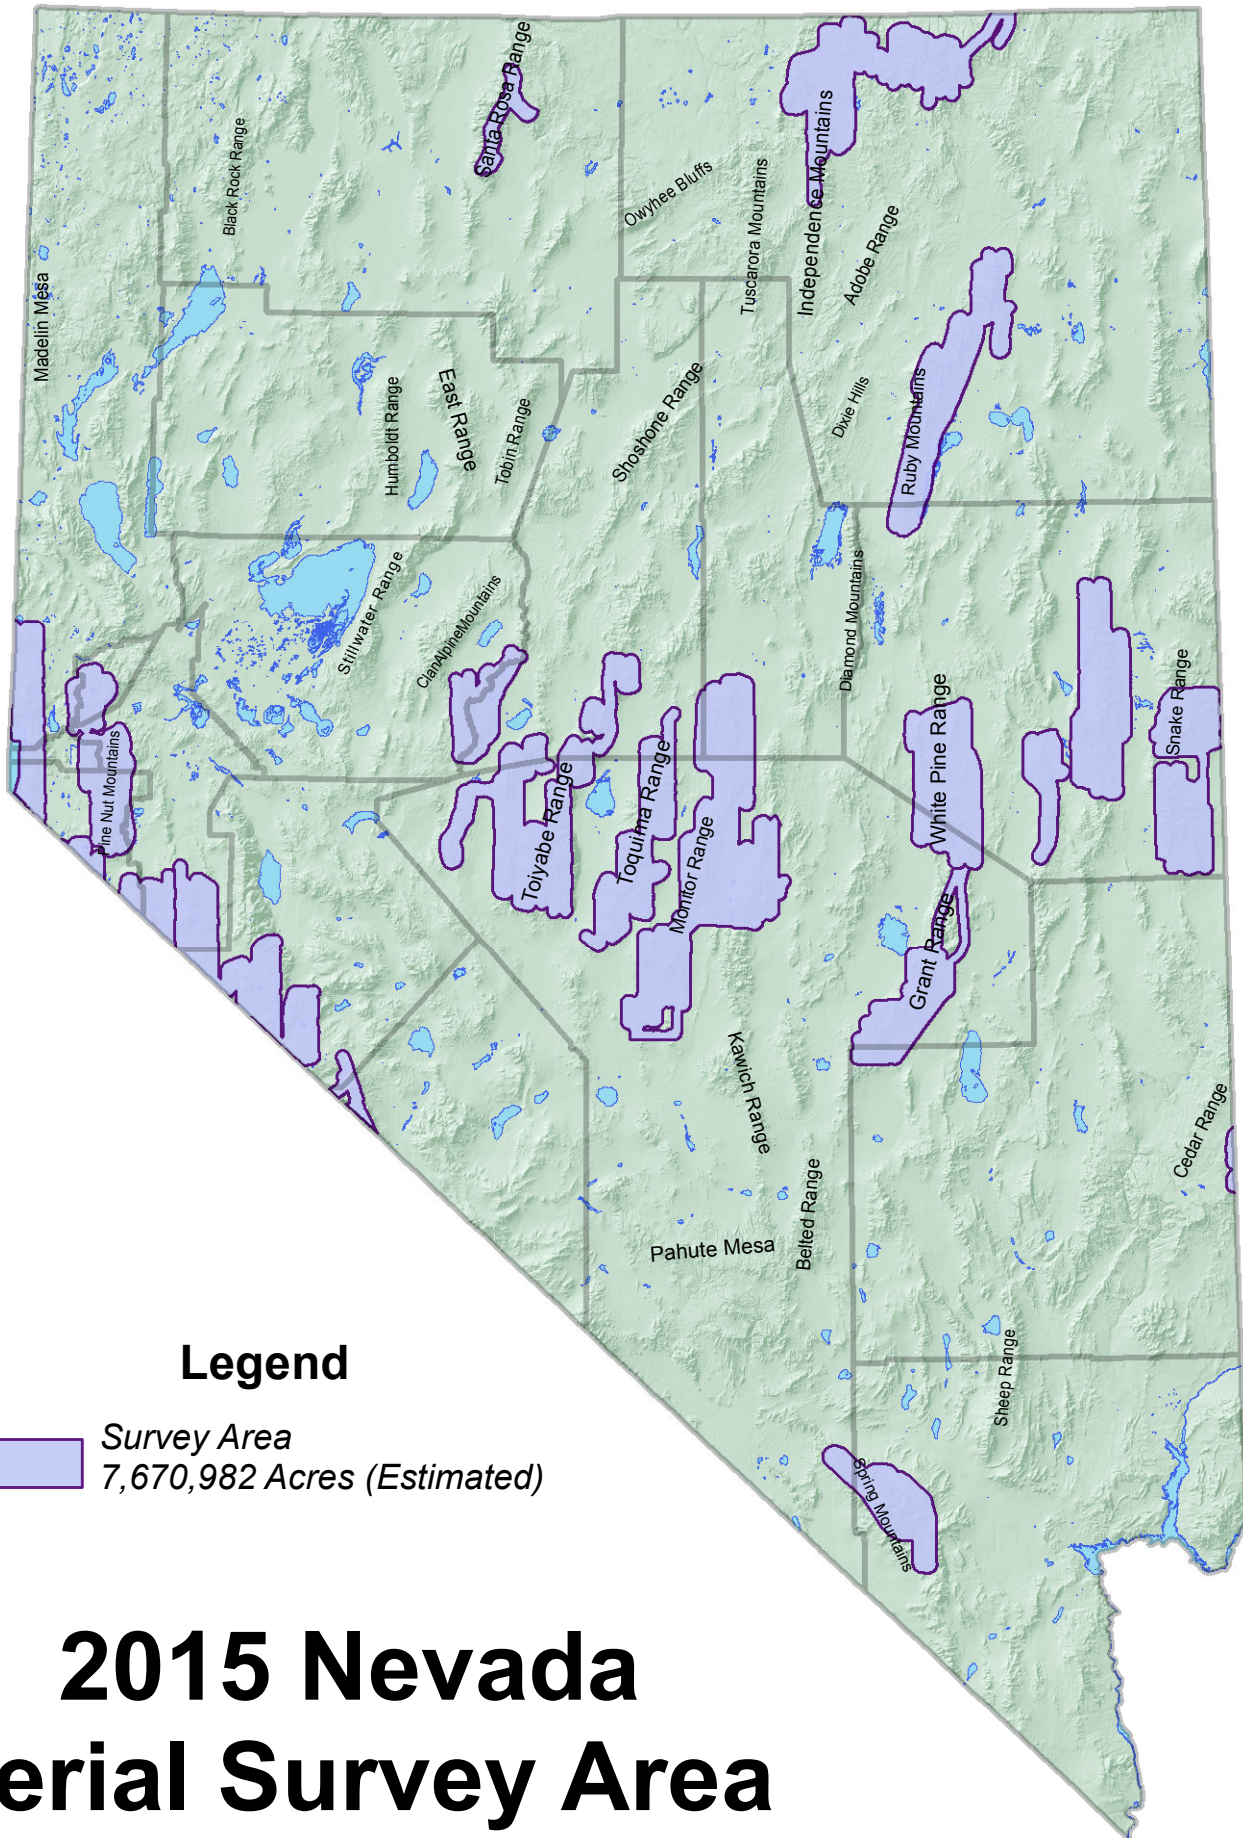 Santa Rosa Range
Black Rock Range
Owyhee Bluffs
Tuscarora Mountains
Independence Mountains
Adobe Range
Madelin Mesa
Humboldt Range
East Range
Tobin Range
Shoshone Range
Dixie Hills
Ruby Mountains
Stillwater Range
ClanAlpineMountains
Diamond Mountains
Snake Range
Pine Nut Mountains
Toiyabe Range
Toquima Range
Monitor Range
White Pine Range
Grant Range
Kawich Range
Cedar Range
Belted Range
Pahute Mesa
Sheep Range
Spring Mountains
Legend
Survey Area
7,670,982 Acres (Estimated)
2015 Nevada
erial Survey Area